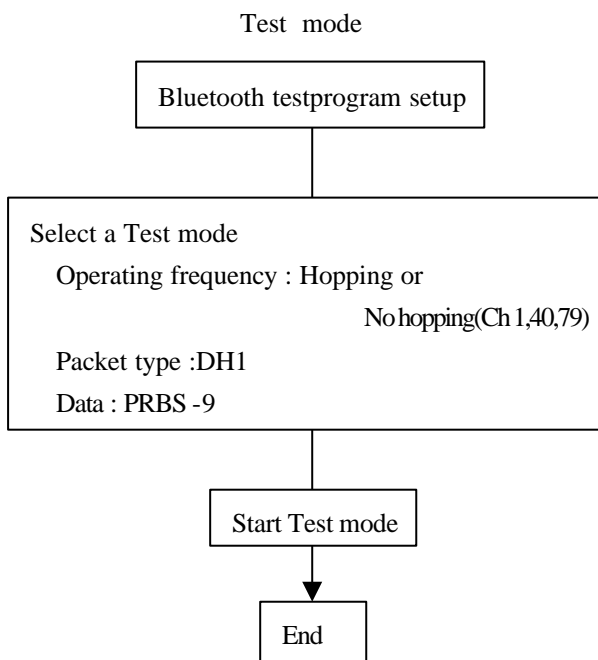 Test mode
Bluetooth testprogram setup
Select a Test mode
Operating frequency : Hopping or
No hopping(Ch 1,40,79)
Packet type :DH1
Data : PRBS -9
Start Test mode
End